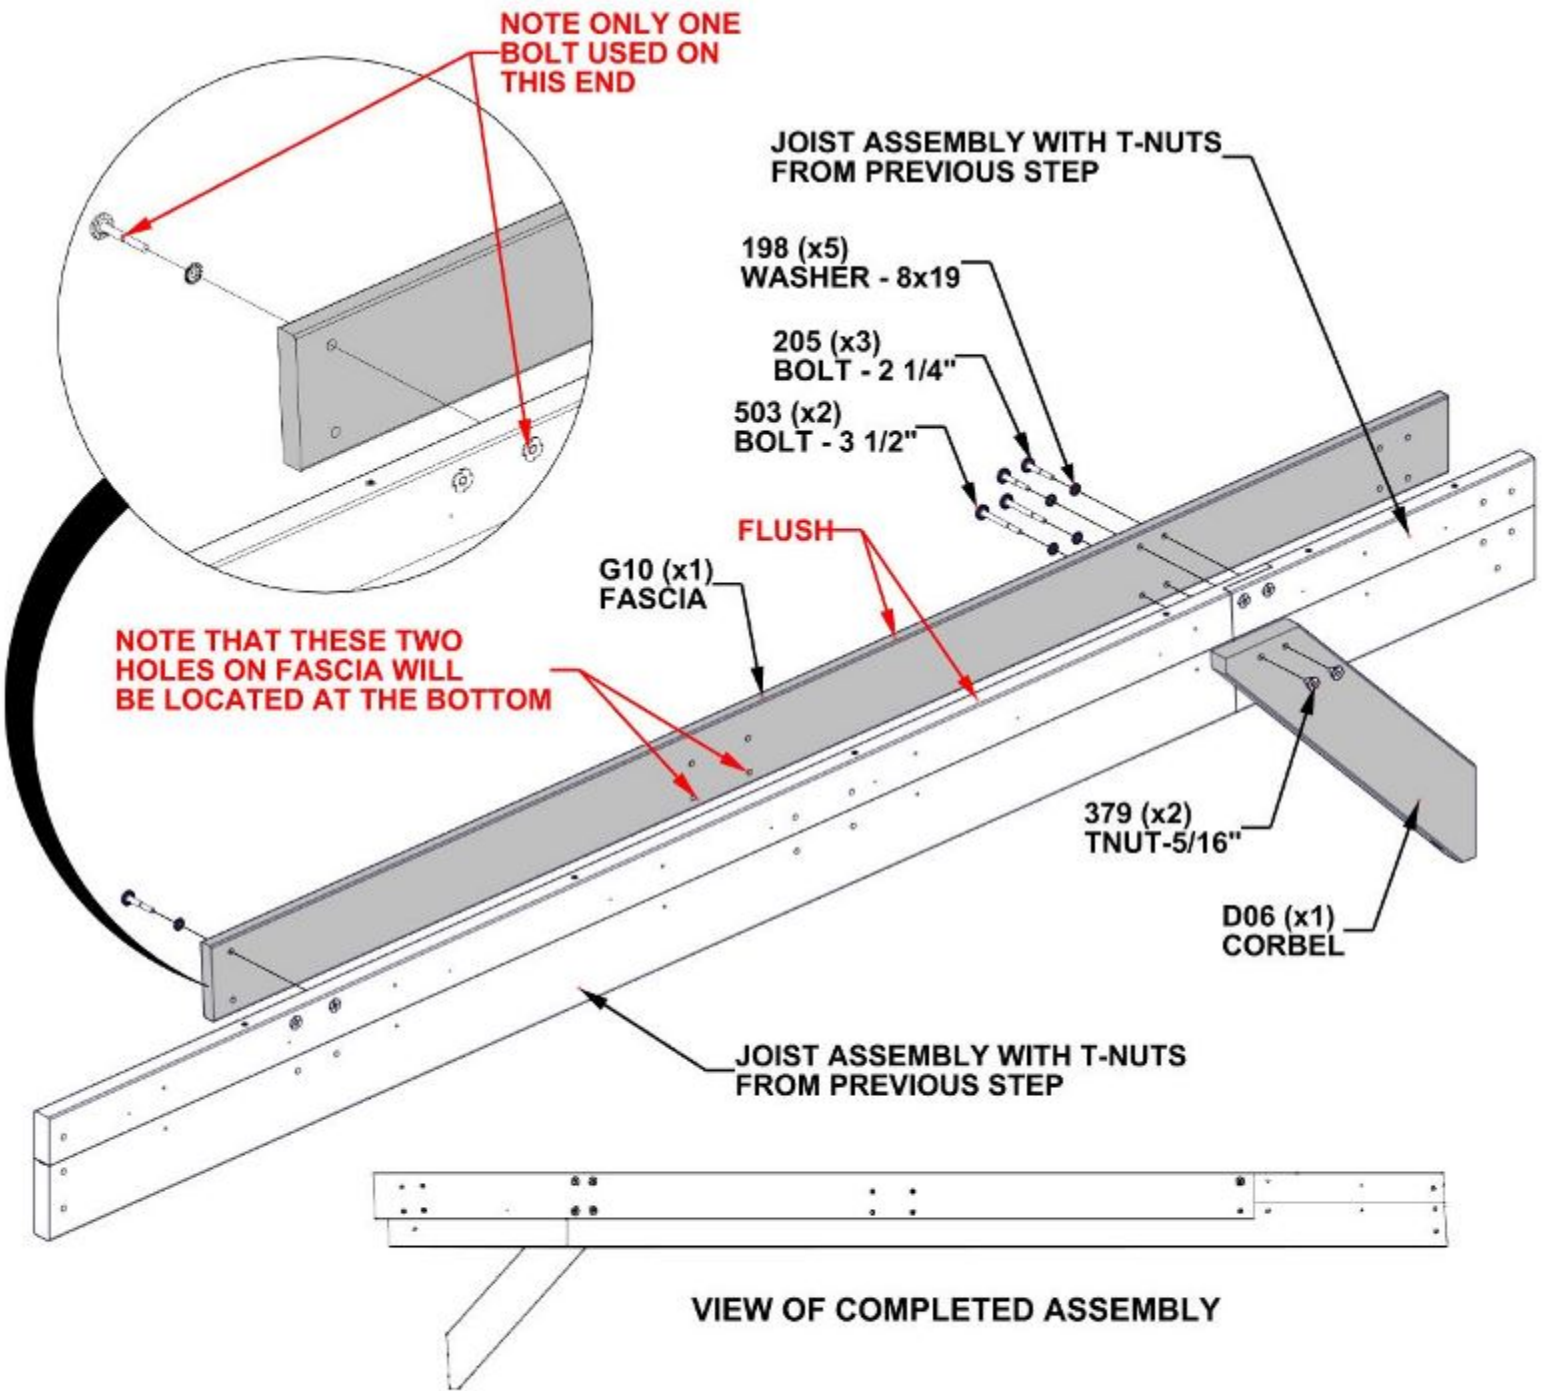 NOTE ONLY ONE
BOLT USED ON
THIS END
JOIST ASSEMBLY WITH T-NUTS
FROM PREVIOUS STEP
198 (x5)
WASHER - 8x19
205 (x3)
BOLT - 2 1/4"
503 (x2)
BOLT - 3 1/2"
FLUSH
G10 (x1)
FASCIA
NOTE THAT THESE TWO
HOLES ON FASCIA WILL
BE LOCATED AT THE BOTTOM
379 (x2)
TNUT-5/16"
D06 (x1)
CORBEL
JOIST ASSEMBLY WITH T-NUTS
FROM PREVIOUS STEP
VIEW OF COMPLETED ASSEMBLY